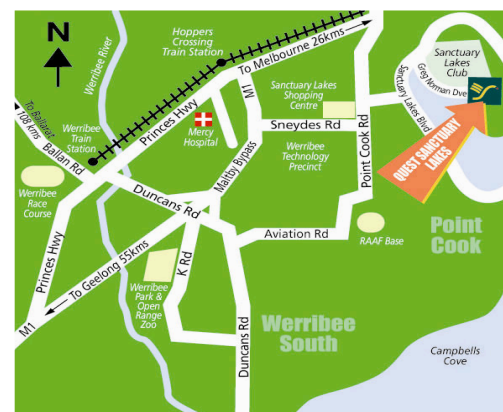 N
Hoppers
Crossing
Train Station
To Melbourne 26kms
Werribee River
Princes Hwy
M1
Mercy
Hospital
Sanctuary Lakes
Shopping
Centre
Sanctuary
Lakes
Club
Greg Norman Dve
Sanctuary Lakes Blvd
QUEST SANCTUARY
LAKES
To Ballarat
108 kms
Ballan Rd
Werribee
Train
Station
Sneydes Rd
Point Cook Rd
Werribee
Technology
Precinct
Maltby Bypass
Werribee
Race
Course
Princes Hwy
Duncans Rd
Aviation Rd
RAAF Base
Point
Cook
To Geelong 55kms
M1
K Rd
Werribee
Park &
Open
Range
Zoo
Duncans Rd
Werribee
South
Campbells
Cove